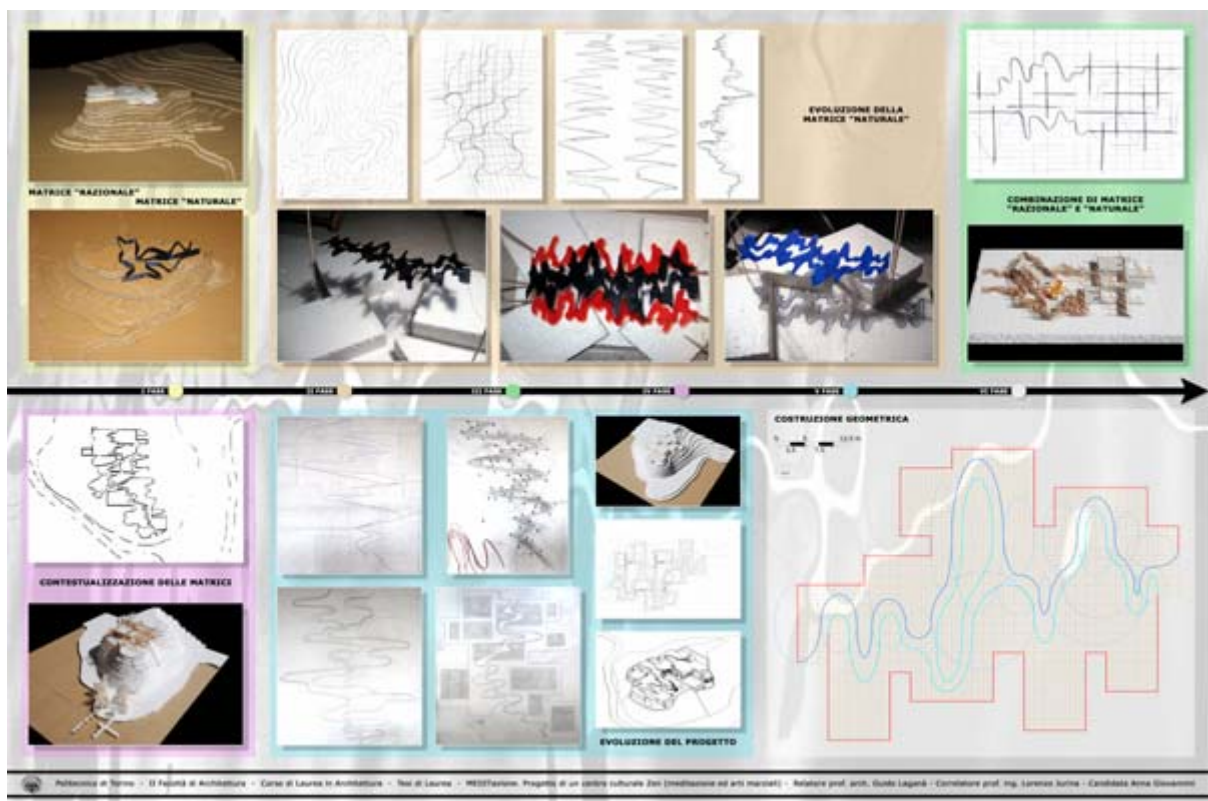 EVOLUZIONE DELLA
MATRICE "NATURALE"
MATRICE "RAZIONALE"
MATRICE "NATURALE"
COMBINAZIONE DI MATRICE
"RAZIONALE" E "NATURALE"
I FASE
II FASE
III FASE
IV FASE
V FASE
VI FASE
CONTESTUALIZZAZIONE DELLE MATRICI
EVOLUZIONE DEL PROGETTO
COSTRUZIONE GEOMETRICA
Politecnico di Torino - II Facoltà di Architettura - Corso di Laurea in Architettura - Tesi di Laurea - MEDITazione: Progetto di un centro culturale Zen (meditazione ed arti marziali) - Relatore prof. arch. Guido Laganà - Correlatore prof. ing. Lorenzo Jurina - Candidata Anna Giovannini